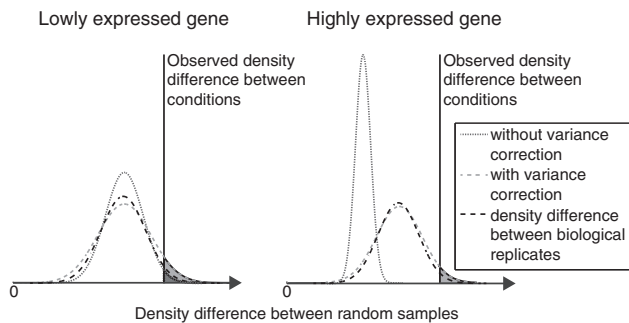 Lowly expressed gene
Highly expressed gene
Observed density
difference between
conditions
Observed density
difference between
conditions
without variance
correction
with variance
correction
density difference
between biological
replicates
0
0
Density difference between random samples